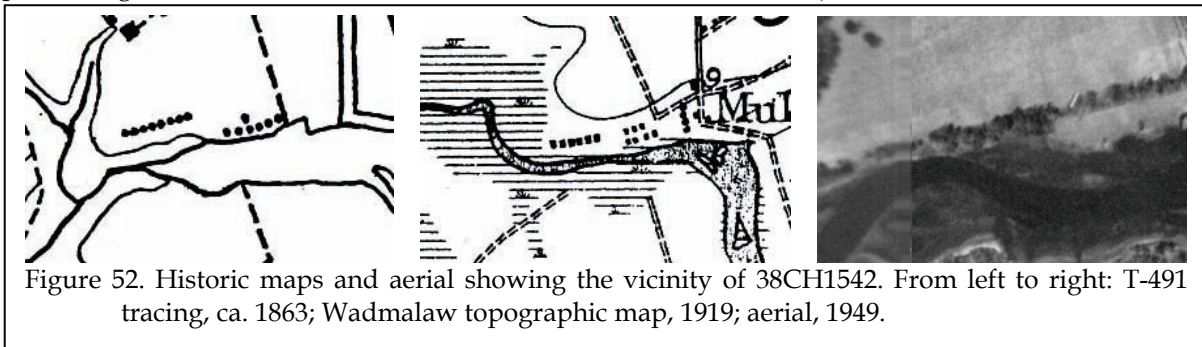 9
Mul
Figure 52. Historic maps and aerial showing the vicinity of 38CH1542. From left to right: T-491
tracing, ca. 1863; Wadmalaw topographic map, 1919; aerial, 1949.